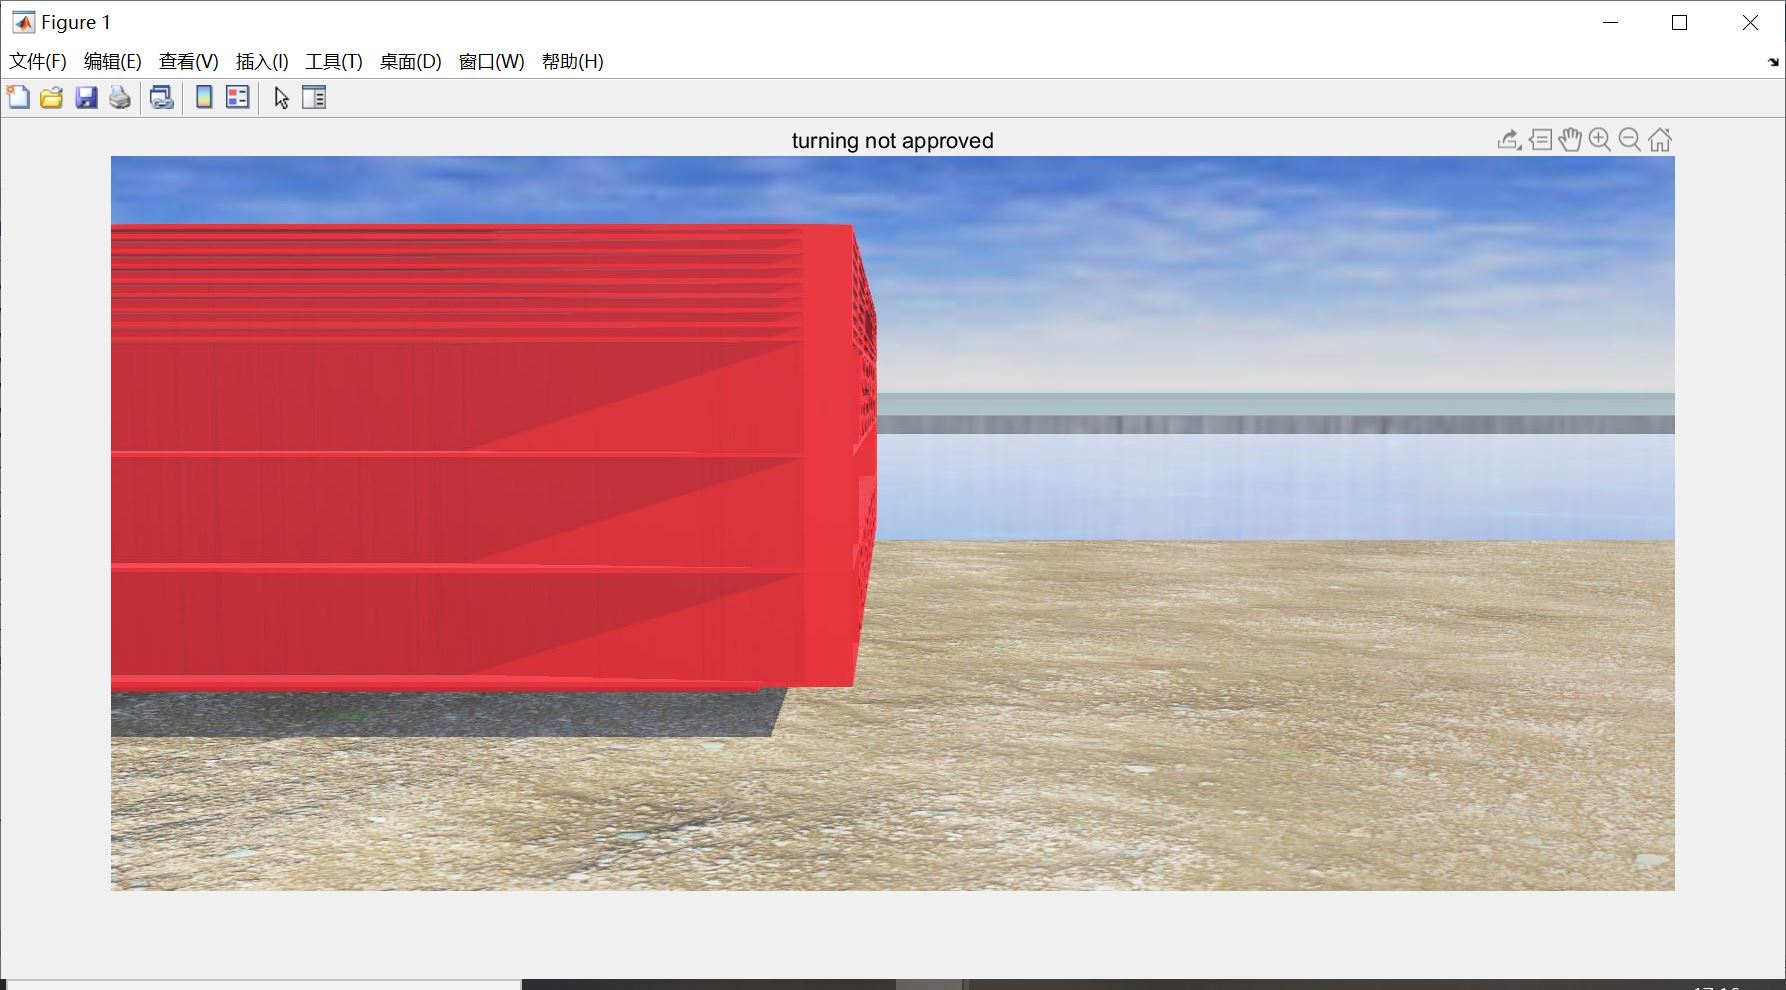 Figure 1
文件(F) 编辑(E) 查看(V) 插入(I) 工具(T) 桌面(D) 窗口(W) 帮助(H)
turning not approved